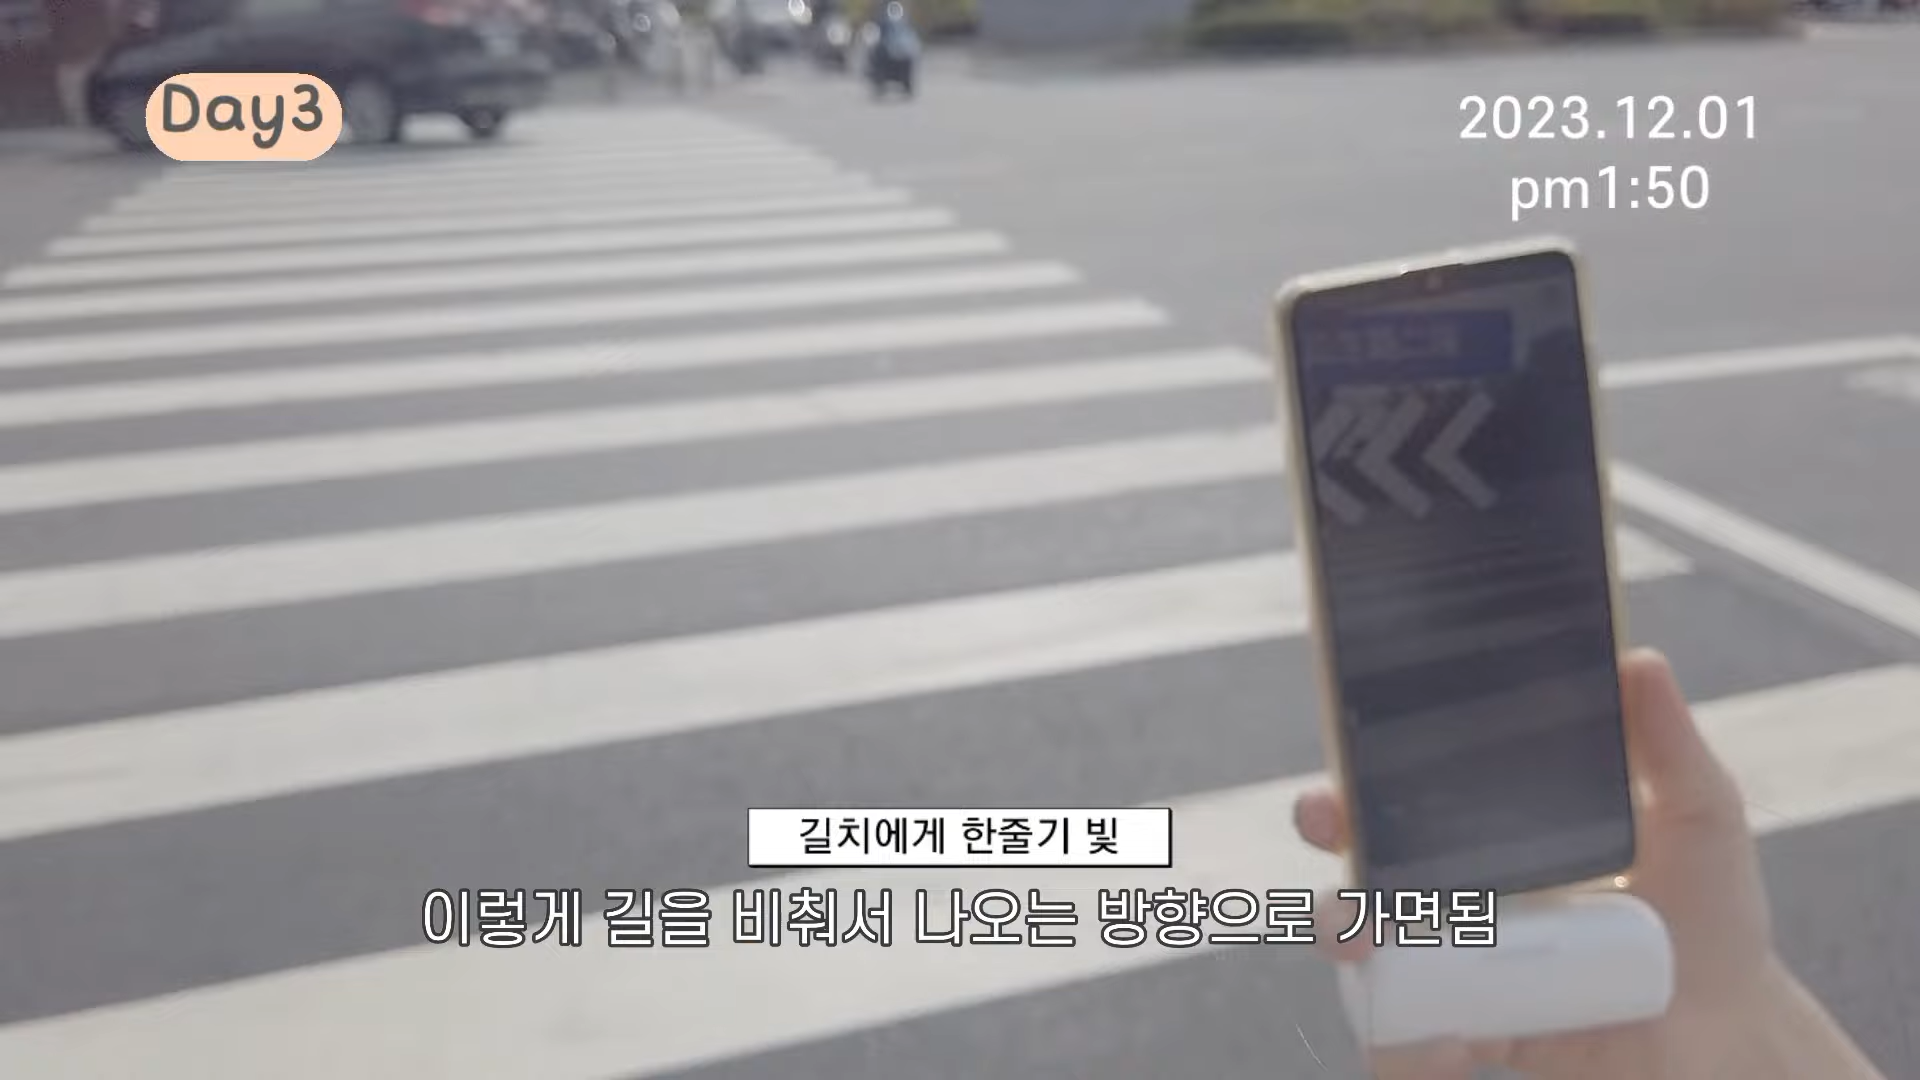 Day3
2023.12.01
pm1:50
길치에게 한줄기 빛
이렇게 길을 비춰서 나오는 방향으로 가면됨